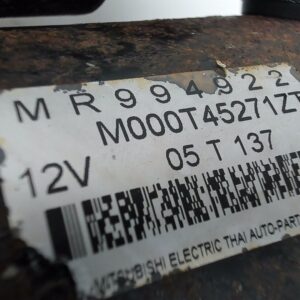 MR994922
M000T45271ZT
12V 05 T 137
MITSUBISHI ELECTRIC THAI AUTO-PARTS